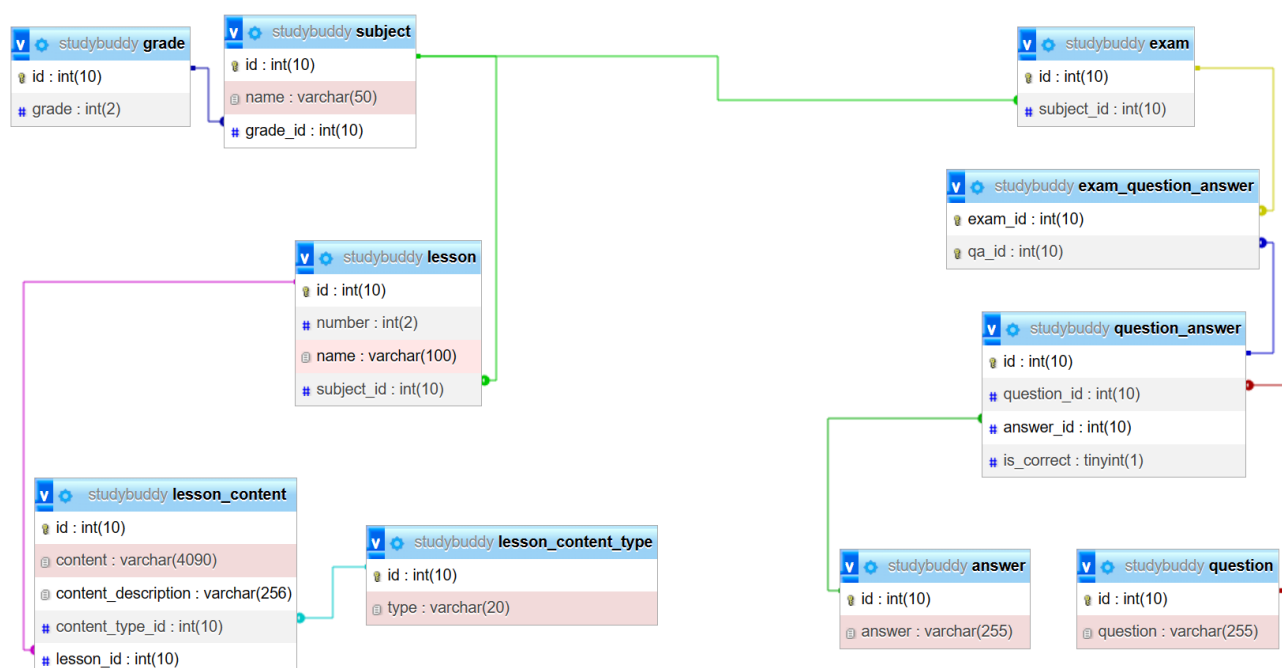 studybuddy grade
id : int(10)
grade : int(2)
studybuddy subject
id : int(10)
name : varchar(50)
grade_id : int(10)
studybuddy exam
id : int(10)
subject_id : int(10)
studybuddy exam_question_answer
exam_id : int(10)
qa_id : int(10)
studybuddy lesson
id : int(10)
number : int(2)
name : varchar(100)
subject_id : int(10)
studybuddy question_answer
id : int(10)
question_id : int(10)
answer_id : int(10)
is_correct : tinyint(1)
studybuddy lesson_content
id : int(10)
content : varchar(4090)
content_description : varchar(256)
content_type_id : int(10)
lesson_id : int(10)
studybuddy lesson_content_type
id : int(10)
type : varchar(20)
studybuddy answer
id : int(10)
answer : varchar(255)
studybuddy question
id : int(10)
question : varchar(255)